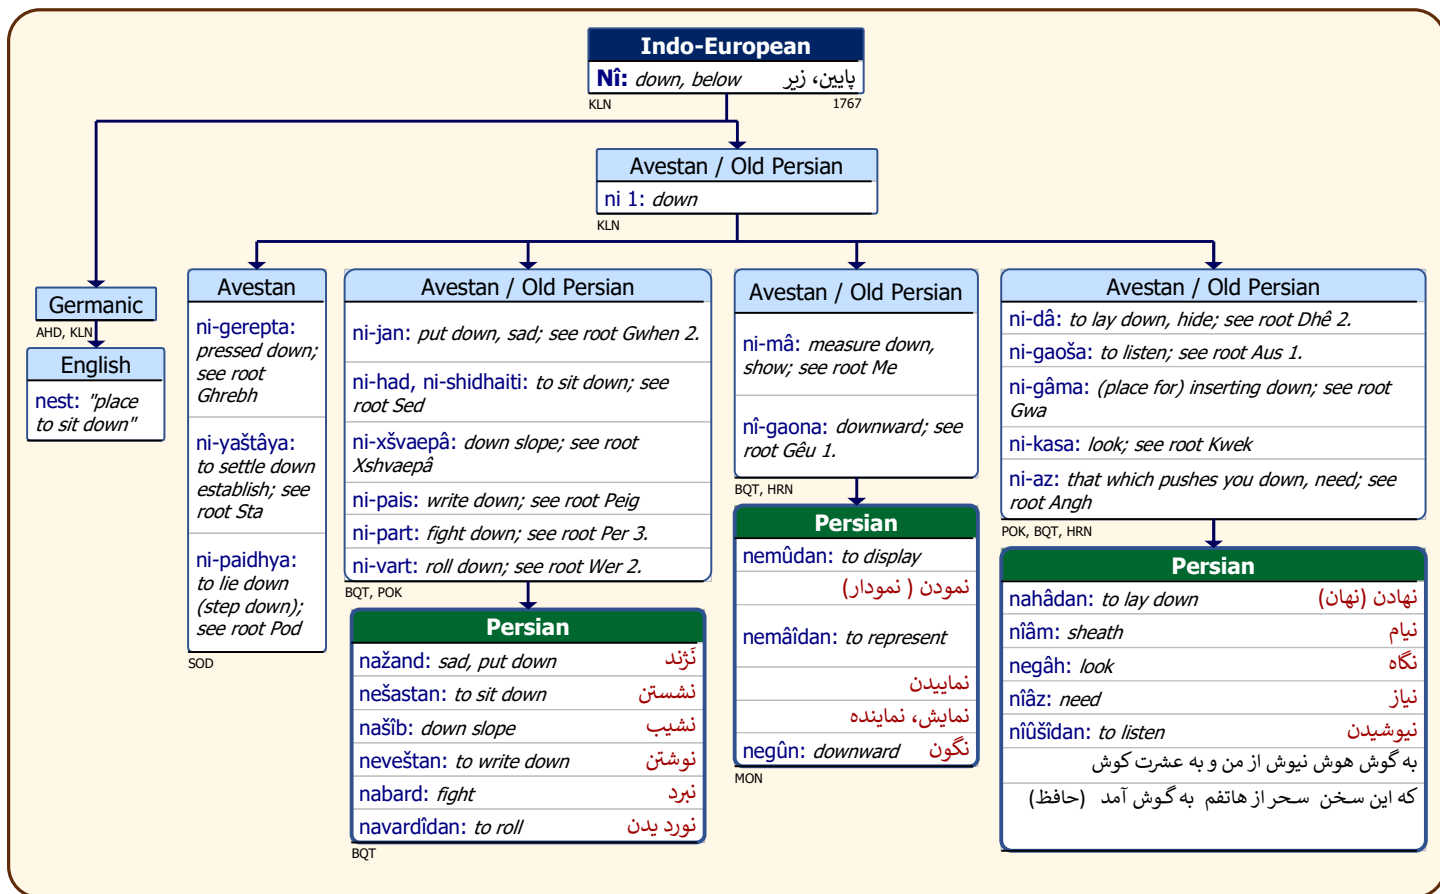 Indo-European
Nî: down, below پایین، زیر
KLN 1767
Avestan / Old Persian
ni 1: down
KLN
Germanic
AHD, KLN
English
nest: "place
to sit down"
Avestan
ni-gerepta:
pressed down;
see root
Ghrebh
ni-yaštâya:
to settle down
establish; see
root Sta
ni-paidhya:
to lie down
(step down);
see root Pod
SOD
Avestan / Old Persian
ni-jan: put down, sad; see root Gwhen 2.
ni-had, ni-shidhaiti: to sit down; see
root Sed
ni-xšvaepâ: down slope; see root
Xshvaepâ
ni-pais: write down; see root Peig
ni-part: fight down; see root Per 3.
ni-vart: roll down; see root Wer 2.
BQT, POK
Persian
nažand: sad, put down نَژند
nešastan: to sit down نشستن
našîb: down slope نشیب
neveštan: to write down نوشتن
nabard: fight نبرد
navardîdan: to roll نورد یدن
BQT
Avestan / Old Persian
ni-mâ: measure down,
show; see root Me
nî-gaona: downward; see
root Gêu 1.
BQT, HRN
Persian
nemûdan: to display
نمودن ( نمودار)
nemâîdan: to represent
نماییدن
نمایش، نماینده
negûn: downward نگون
MON
Avestan / Old Persian
ni-dâ: to lay down, hide; see root Dhê 2.
ni-gaoša: to listen; see root Aus 1.
ni-gâma: (place for) inserting down; see root
Gwa
ni-kasa: look; see root Kwek
ni-az: that which pushes you down, need; see
root Angh
POK, BQT, HRN
Persian
nahâdan: to lay down نهادن (نهان)
nîâm: sheath نیام
negâh: look نگاه
nîâz: need نیاز
nîûšîdan: to listen نیوشیدن
به گوش هوش نیوش از من و به عشرت کوش
که این سخن سحر از هاتفم به گوش آمد (حافظ)